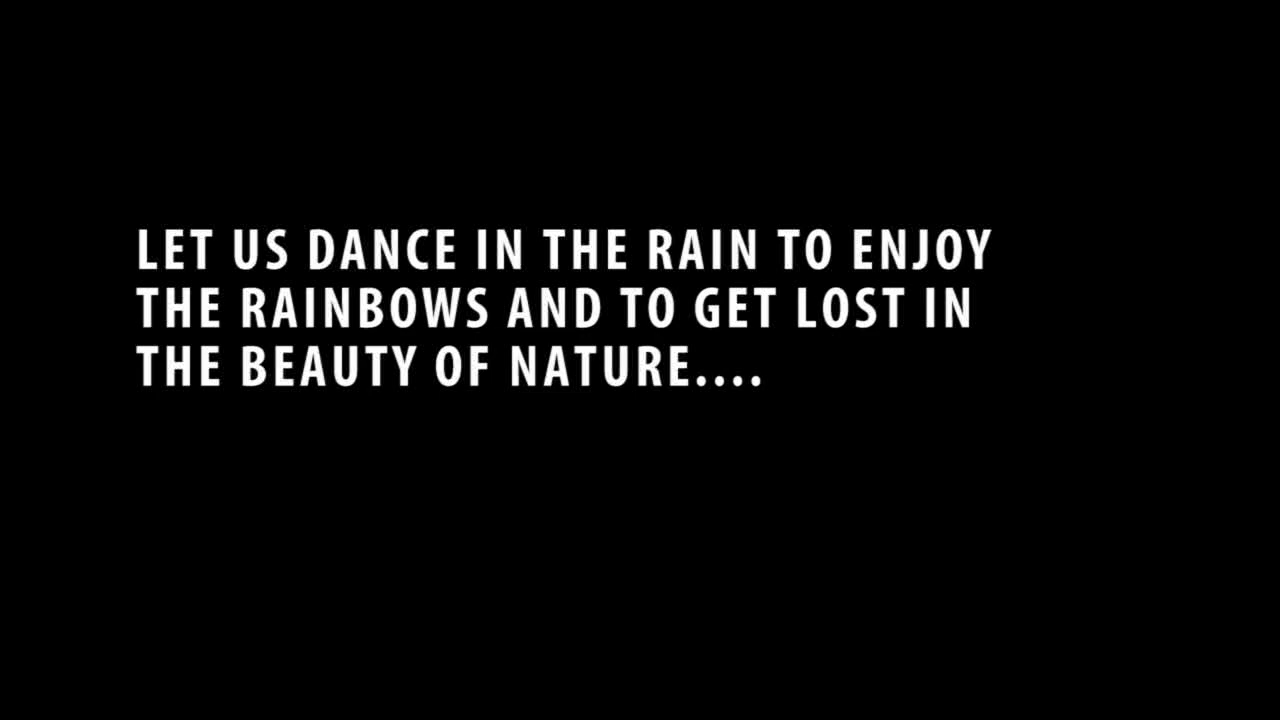 LET US DANCE IN THE RAIN TO ENJOY
THE RAINBOWS AND TO GET LOST IN
THE BEAUTY OF NATURE....